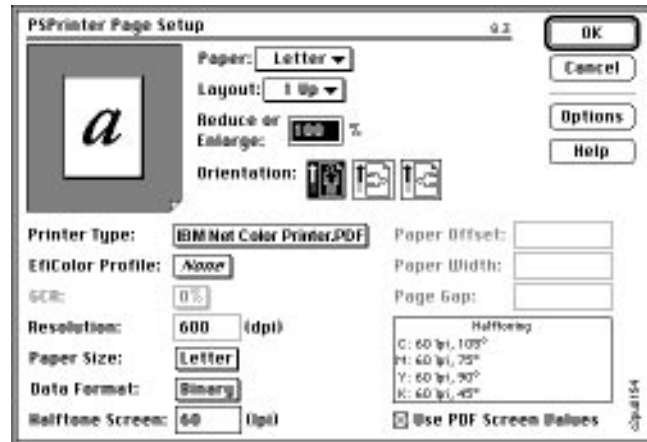 PSPrinter Page Setup 8.3
OK
Cancel
Options
Help
a
Paper: Letter
Layout: 1 Up
Reduce or Enlarge: 100 %
Orientation:
Printer Type: IBM Net Color Printer.PDF
EfiColor Profile: None
GCR: 0%
Resolution: 600 (dpi)
Paper Size: Letter
Data Format: Binary
Halftone Screen: 60 (lpi)
Paper Offset:
Paper Width:
Page Gap:
Halftoning
C: 60 lpi, 105°
M: 60 lpi, 75°
Y: 60 lpi, 90°
K: 60 lpi, 45°
Use PDF Screen Values